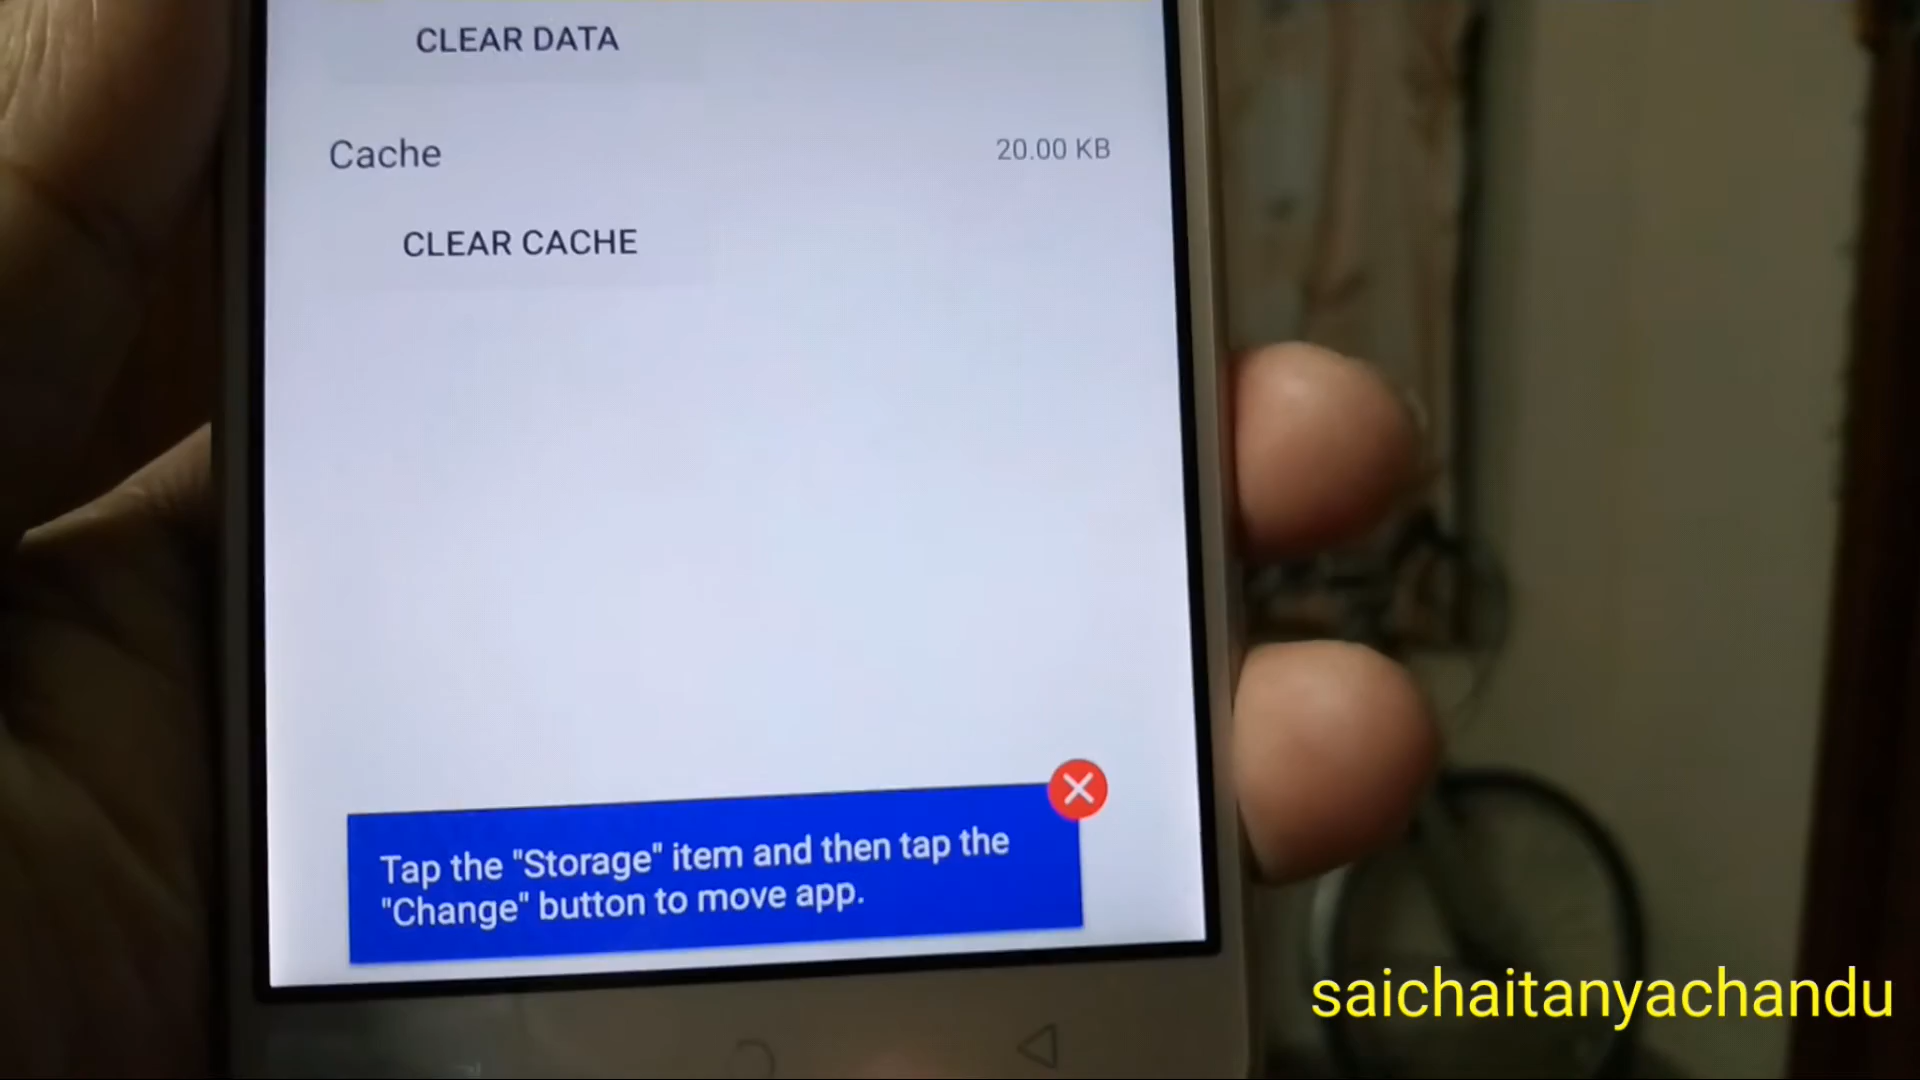 CLEAR DATA
Cache 20.00 KB
CLEAR CACHE
Tap the "Storage" item and then tap the
"Change" button to move app.
saichaitanyachandu